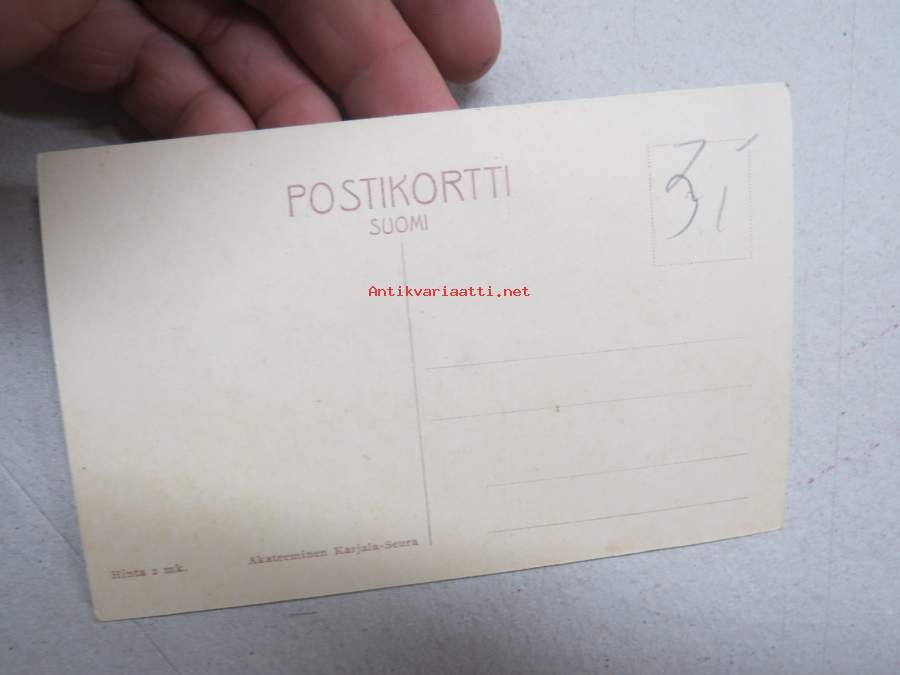 POSTIKORTTI
SUOMI
Antikvariaatti.net
Hinta 2 mk.
Akateeminen Karjala-Seura